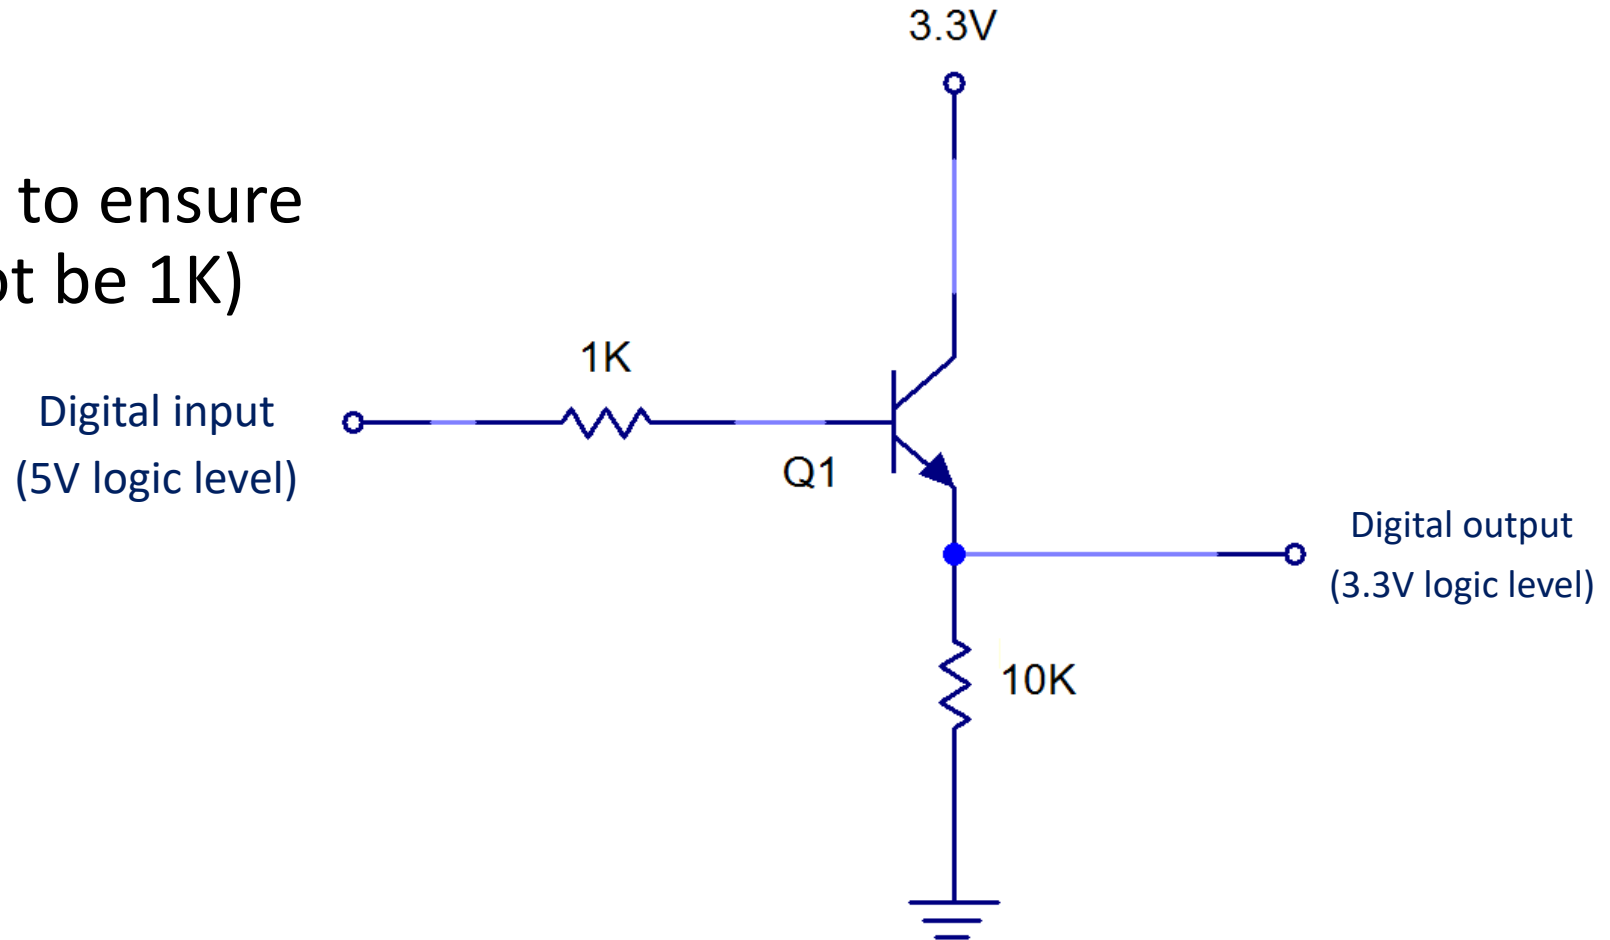 3.3V
to ensure
be 1K)
1K
Digital input
(5V logic level)
Q1
Digital output
(3.3V logic level)
10K